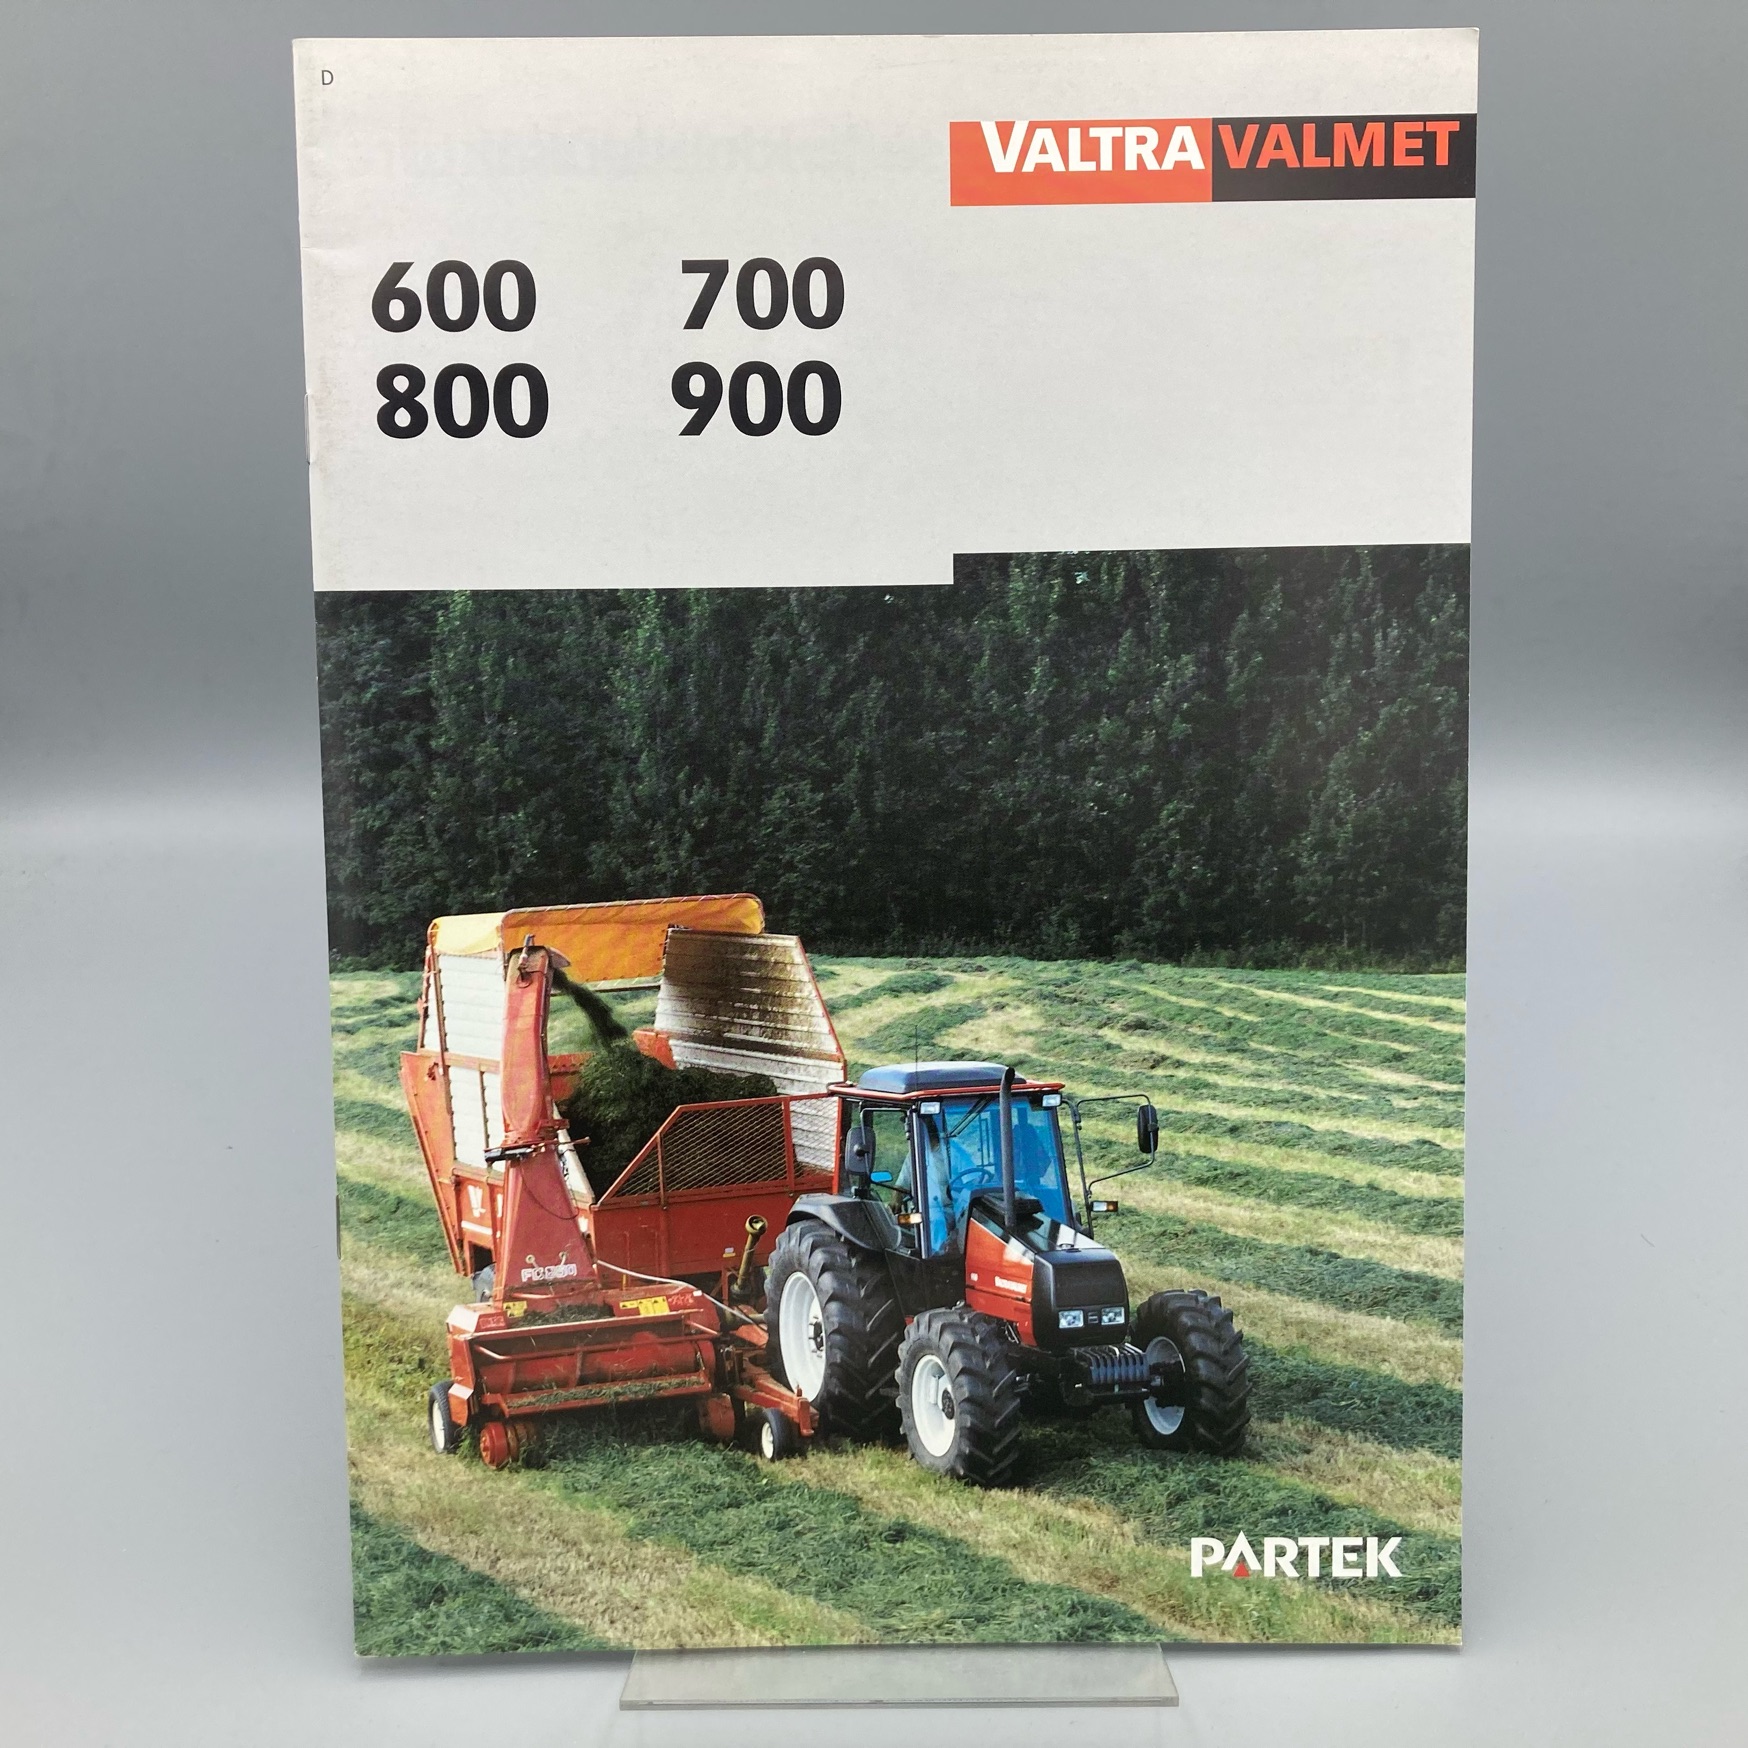 D
VALTRA VALMET
600 700
800 900
PARTEK